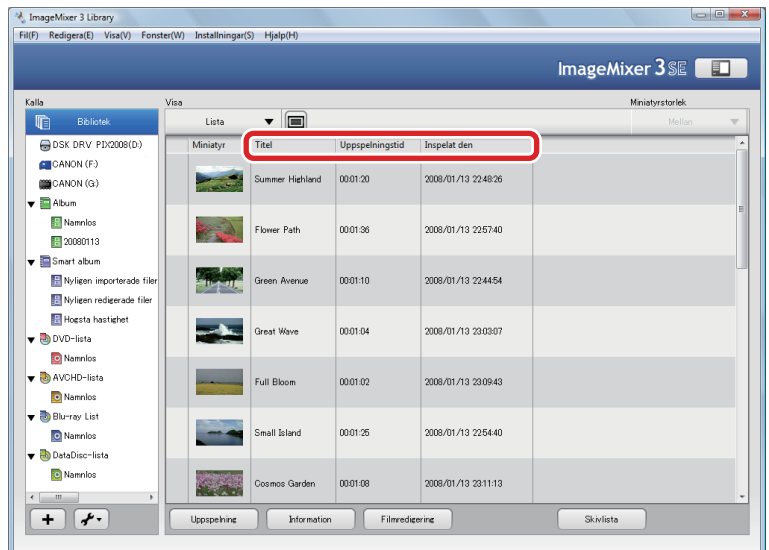 ImageMixer 3 Library
Fil(F) Redigera(E) Visa(V) Fonster(W) Installningar(S) Hjalp(H)
ImageMixer 3 SE
Kalla
Visa
Miniatyrstorlek
Bibliotek
Lista
Mellan
DSK DRV PIX2008(D:)
CANON (F:)
CANON (G:)
Album
Namnlos
20080113
Smart album
Nyligen importerade filer
Nyligen redigerade filer
Hogsta hastighet
DVD-lista
Namnlos
AVCHD-lista
Namnlos
Blu-ray List
Namnlos
DataDisc-lista
Namnlos
Miniatyr Titel Uppspelningstid Inspelat den
Summer Highland 00:01:20 2008/01/13 22:48:26
Flower Path 00:01:36 2008/01/13 22:57:40
Green Avenue 00:01:10 2008/01/13 22:44:54
Great Wave 00:01:04 2008/01/13 23:03:07
Full Bloom 00:01:02 2008/01/13 23:09:43
Small Island 00:01:25 2008/01/13 22:54:40
Cosmos Garden 00:01:08 2008/01/13 23:11:13
Uppspelning Information Filmredigering Skivlista